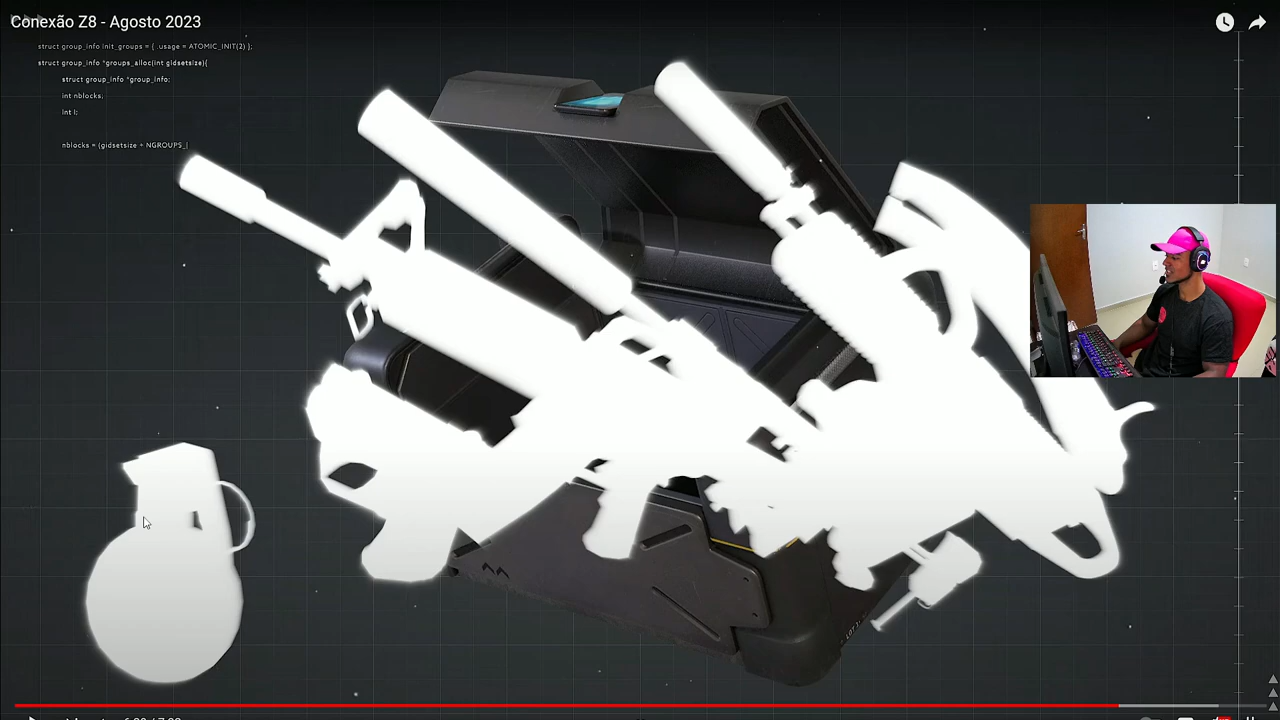 Conexão Z8 - Agosto 2023
struct group_info init_groups = { .usage = ATOMIC_INIT(2) };
struct group_info *groups_alloc(int gidsetsize){
struct group_info *group_info;
int nblocks;
int i;
nblocks = (gidsetsize + NGROUPS_
LOT